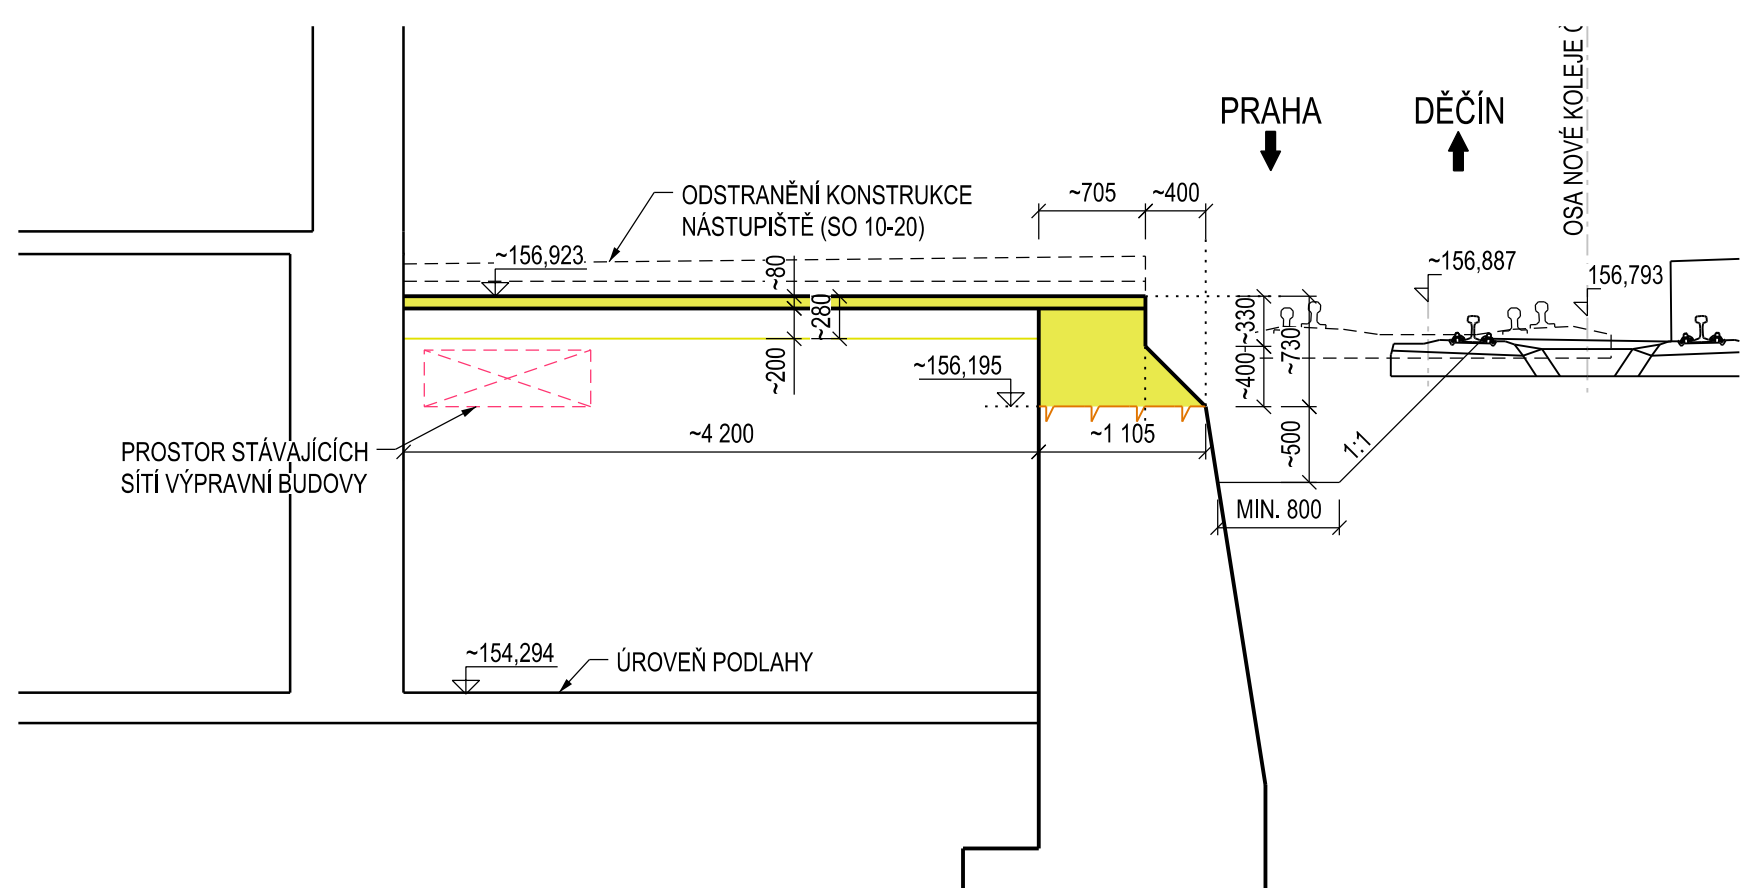 OSA NOVÉ KOLEJE
PRAHA
DĚČÍN
ODSTRANĚNÍ KONSTRUKCE
NÁSTUPIŠTĚ (SO 10-20)
~705
~400
~156,923
~80
~280
~200
~156,887
156,793
~330
~400
~730
~500
~156,195
~4 200
~1 105
1:1
MIN. 800
PROSTOR STÁVAJÍCÍCH
SÍTÍ VÝPRAVNÍ BUDOVY
~154,294
ÚROVEŇ PODLAHY